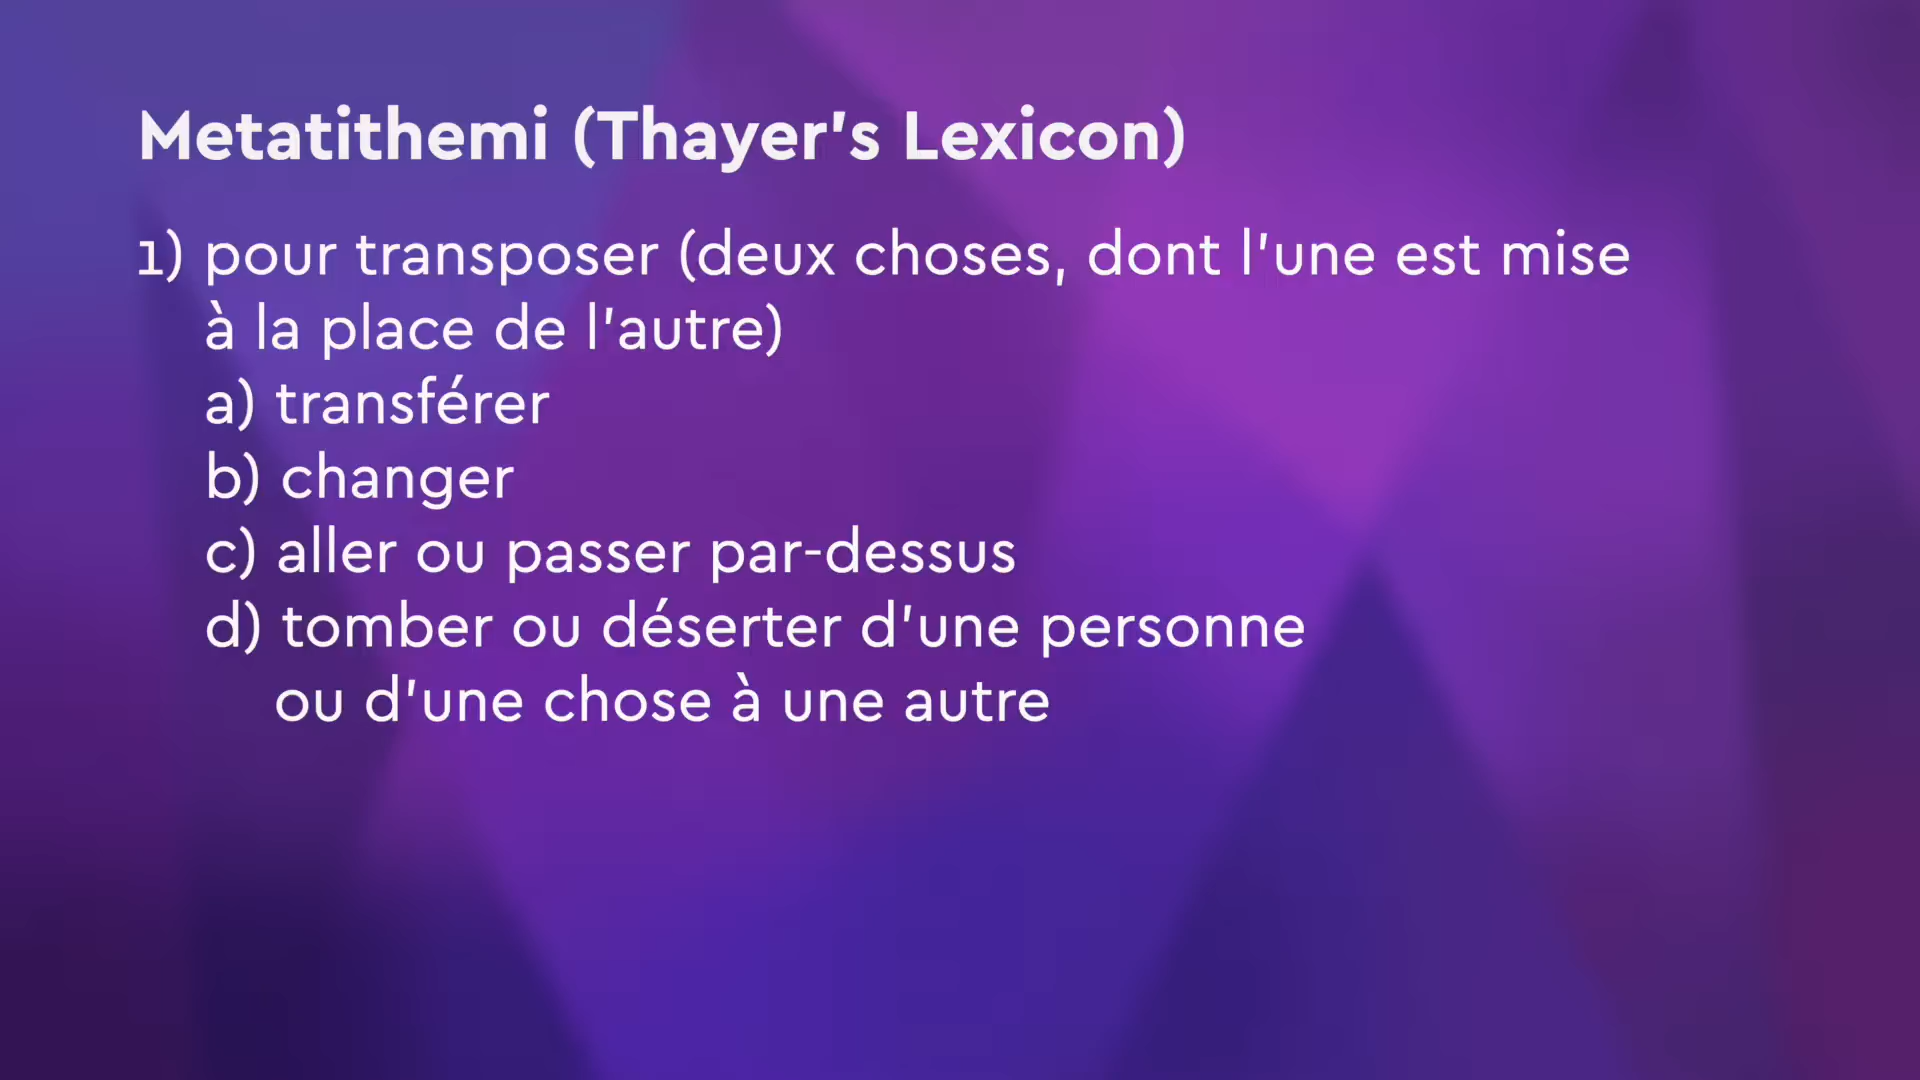 Metatithemi (Thayer's Lexicon)
1) pour transposer (deux choses, dont l'une est mise
à la place de l'autre)
a) transférer
b) changer
c) aller ou passer par-dessus
d) tomber ou déserter d'une personne
ou d'une chose à une autre